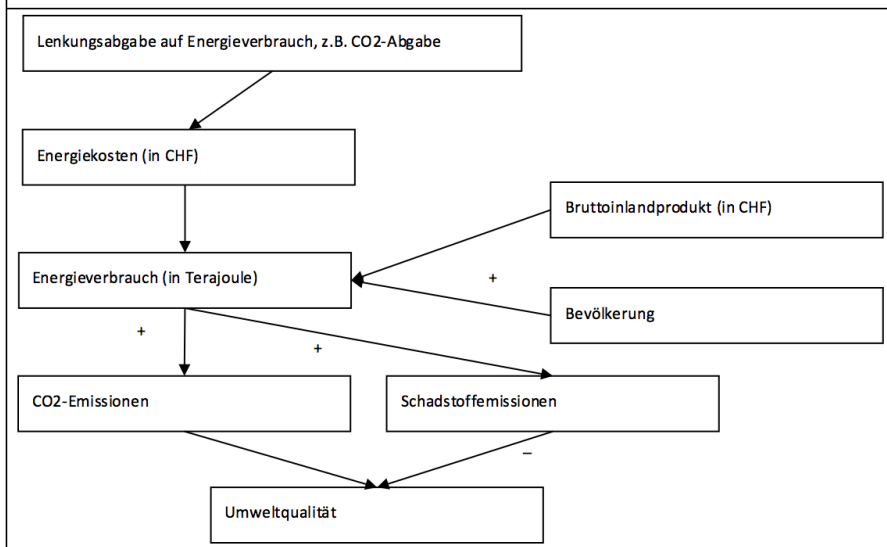 Lenkungsabgabe auf Energieverbrauch, z.B. CO2-Abgabe
Energiekosten (in CHF)
Bruttoinlandprodukt (in CHF)
Energieverbrauch (in Terajoule)
+
Bevölkerung
+
+
CO2-Emissionen
Schadstoffemissionen
–
Umweltqualität